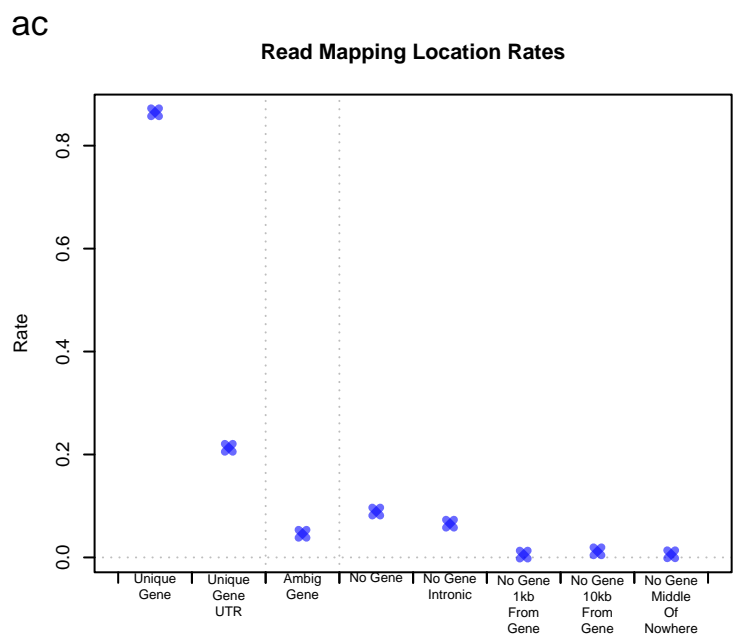 ac
Read Mapping Location Rates
Rate
0.8
0.6
0.4
0.2
0.0
Unique
Gene
Unique
Gene
UTR
Ambig
Gene
No Gene
No Gene
Intronic
No Gene
1kb
From
Gene
No Gene
10kb
From
Gene
No Gene
Middle
Of
Nowhere